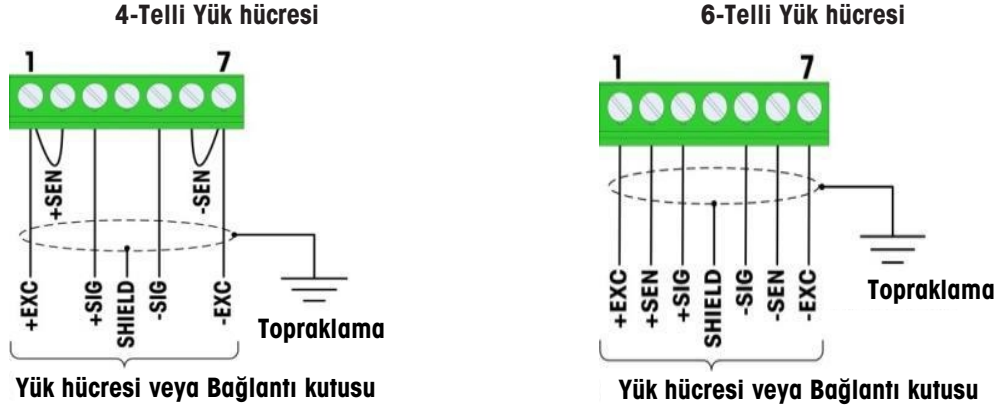 4-Telli Yük hücresi
1 7
+SEN
-SEN
+EXC
+SIG
SHIELD
-SIG
-EXC
Topraklama
Yük hücresi veya Bağlantı kutusu
6-Telli Yük hücresi
1 7
+EXC
+SEN
+SIG
SHIELD
-SIG
-SEN
-EXC
Topraklama
Yük hücresi veya Bağlantı kutusu